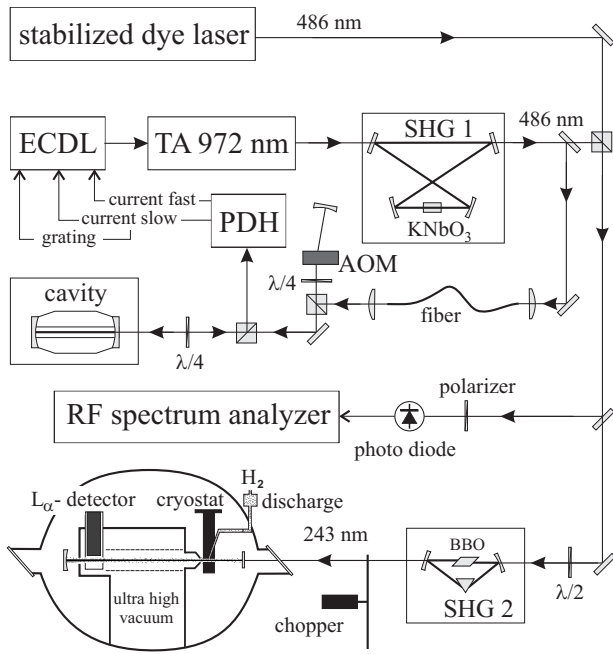 stabilized dye laser
486 nm
ECDL
TA 972 nm
SHG 1
486 nm
KNbO₃
current fast
current slow
grating
PDH
AOM
λ/4
cavity
λ/4
fiber
RF spectrum analyzer
photo diode
polarizer
Lα- detector
cryostat
H₂
discharge
243 nm
BBO
SHG 2
λ/2
ultra high
vacuum
chopper